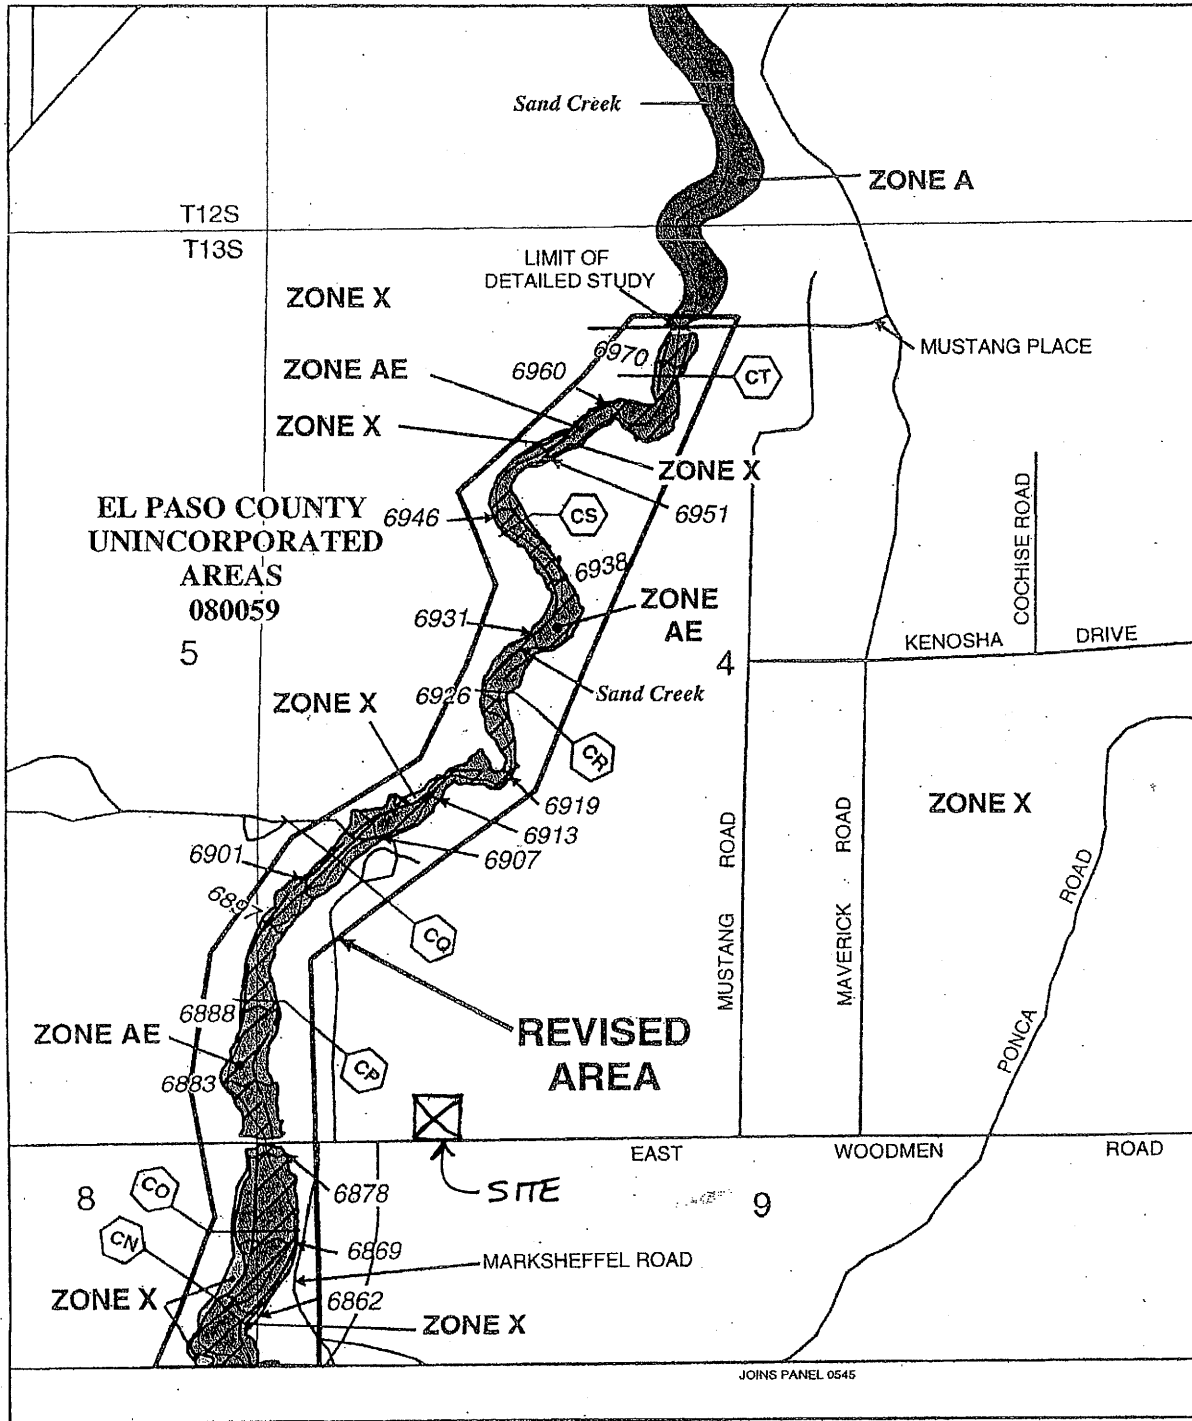 Sand Creek
ZONE A
T12S
T13S
LIMIT OF
DETAILED STUDY
ZONE X
MUSTANG PLACE
6970
ZONE AE
6960
CT
ZONE X
ZONE X
EL PASO COUNTY
UNINCORPORATED
AREAS
080059
6946
CS
6951
COCHISE ROAD
6938
ZONE
AE
6931
5
4
KENOSHA DRIVE
6926
Sand Creek
ZONE X
CR
6919
6913
6907
ZONE X
MUSTANG ROAD
MAVERICK ROAD
PONCA ROAD
6901
6897
CQ
6888
ZONE AE
REVISED
AREA
CP
6883
EAST WOODMEN ROAD
SITE
6878
8
9
CO
CN
6869
MARKSHEFFEL ROAD
ZONE X
6862
ZONE X
JOINS PANEL 0545